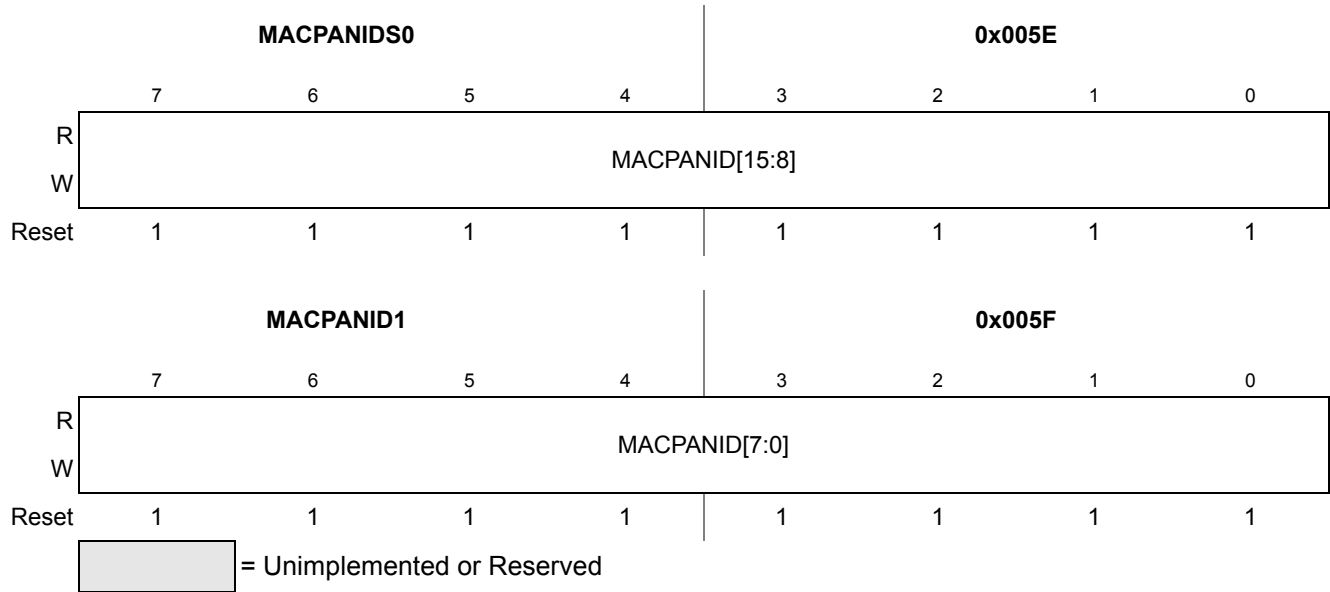 MACPANIDS0 0x005E
7 6 5 4 3 2 1 0
R
MACPANID[15:8]
W
Reset 1 1 1 1 1 1 1 1
MACPANID1 0x005F
7 6 5 4 3 2 1 0
R
MACPANID[7:0]
W
Reset 1 1 1 1 1 1 1 1
= Unimplemented or Reserved